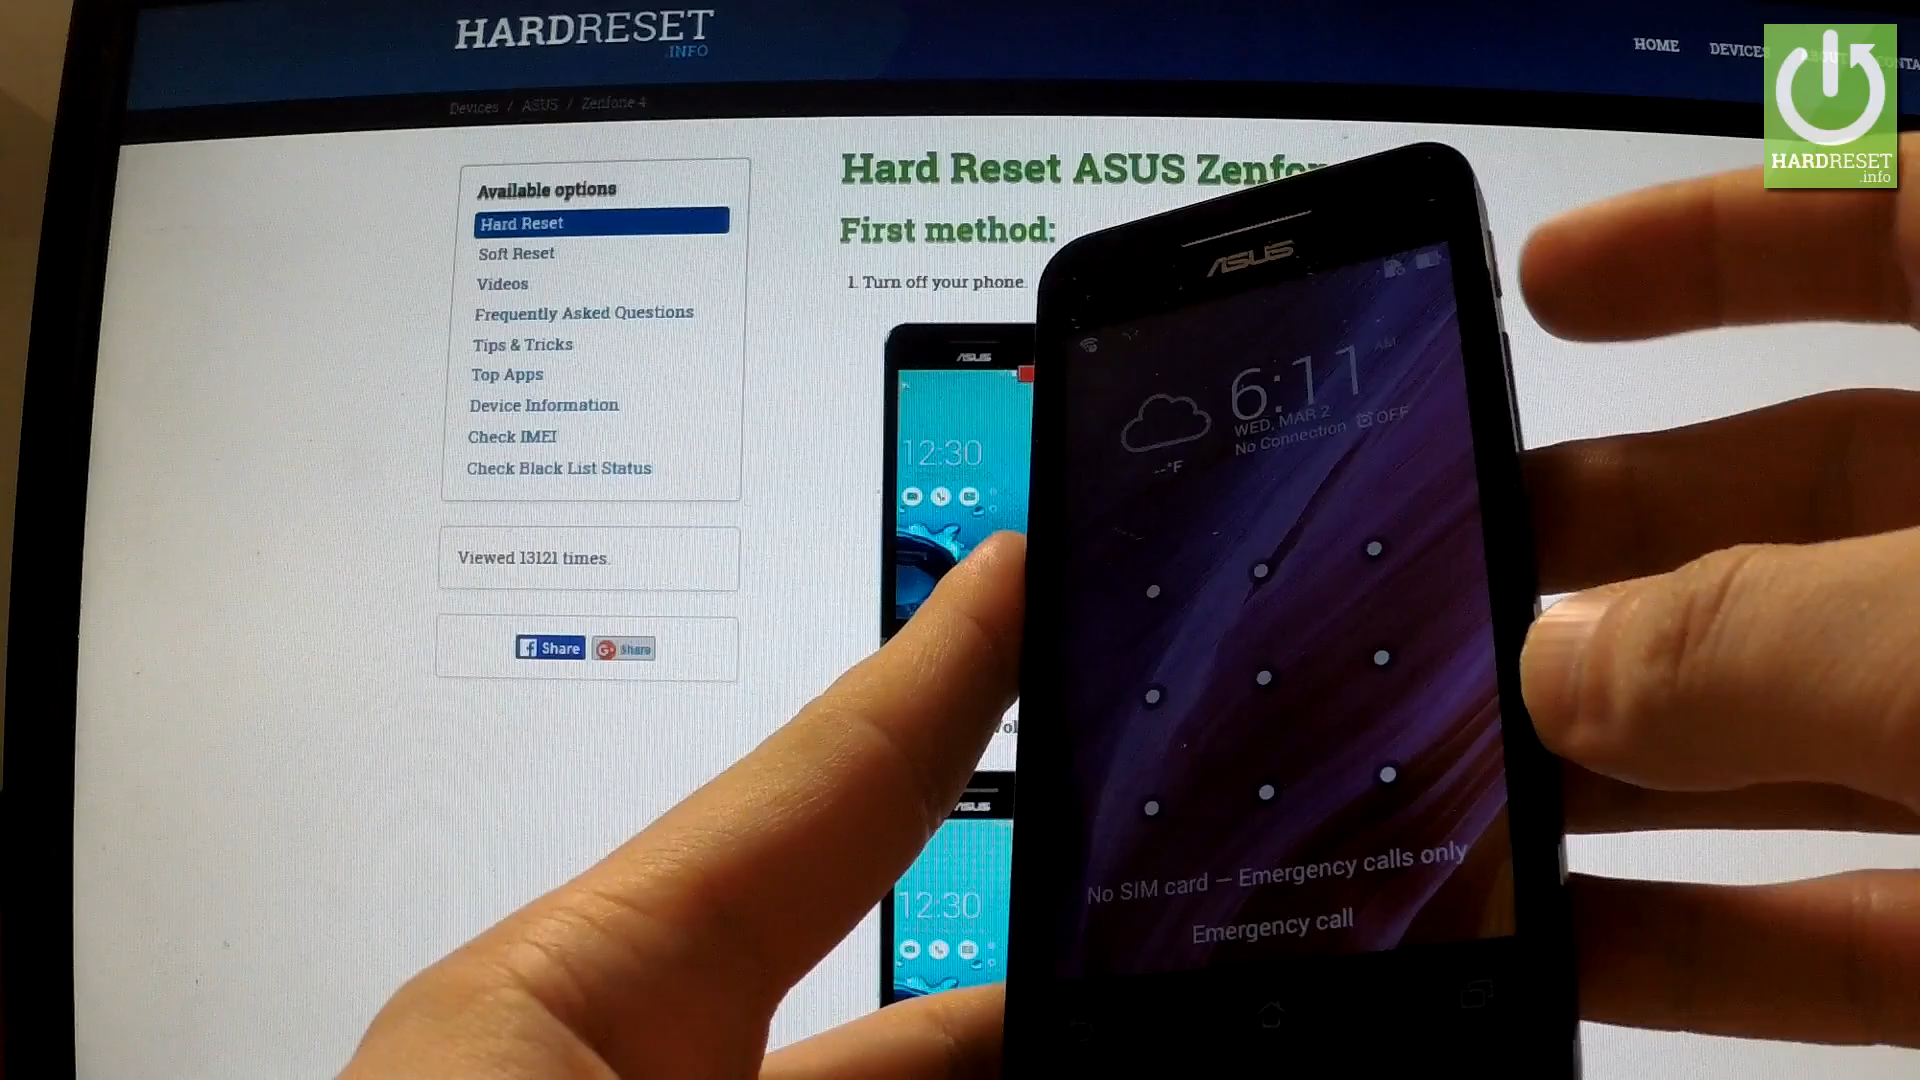 HARDRESET
.INFO
HOME DEVICES ABOUT CONTA
HARDRESET
.info
Devices / ASUS / Zenfone 4
Available options
Hard Reset
Soft Reset
Videos
Frequently Asked Questions
Tips & Tricks
Top Apps
Device Information
Check IMEI
Check Black List Status
Viewed 13121 times.
Share
Share
Hard Reset ASUS Zenfo
First method:
1. Turn off your phone.
ASUS
12:30
Vol
ASUS
12:30
ASUS
6:11 AM
WED, MAR 2
No Connection OFF
--°F
No SIM card — Emergency calls only
Emergency call